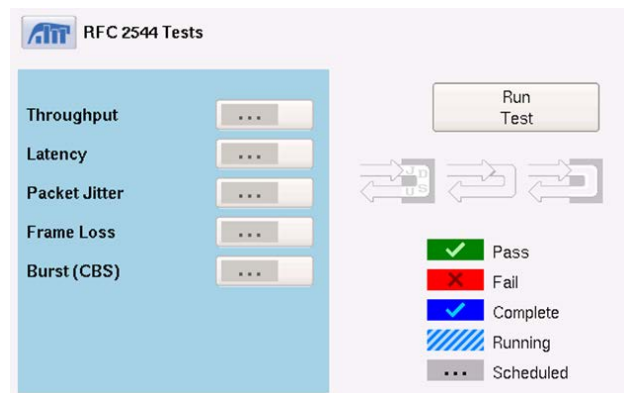 RFC 2544 Tests
Run
Test
Throughput ...
Latency ...
Packet Jitter ...
Frame Loss ...
Burst (CBS) ...
J D
U S
Pass
Fail
Complete
Running
... Scheduled